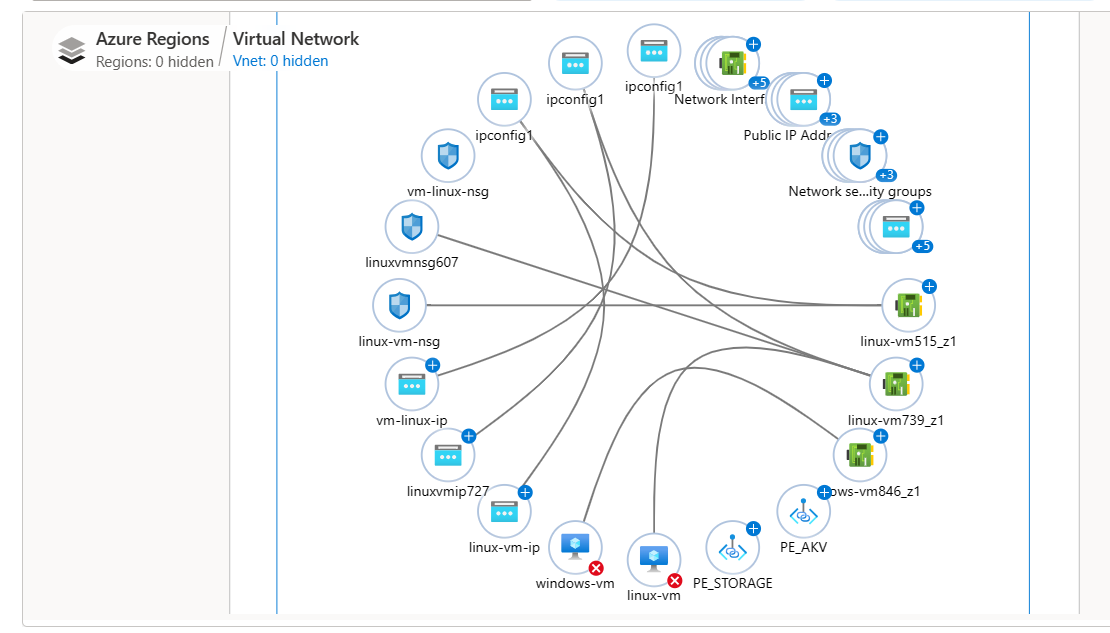 Azure Regions
Regions: 0 hidden
Virtual Network
Vnet: 0 hidden
ipconfig1
ipconfig1
ipconfig1
Network Interf
+5
Public IP Addr
+3
Network se...ity groups
+3
+5
vm-linux-nsg
linuxvmnsg607
linux-vm-nsg
vm-linux-ip
linuxvmip727
linux-vm-ip
windows-vm
linux-vm
PE_STORAGE
PE_AKV
ows-vm846_z1
linux-vm739_z1
linux-vm515_z1